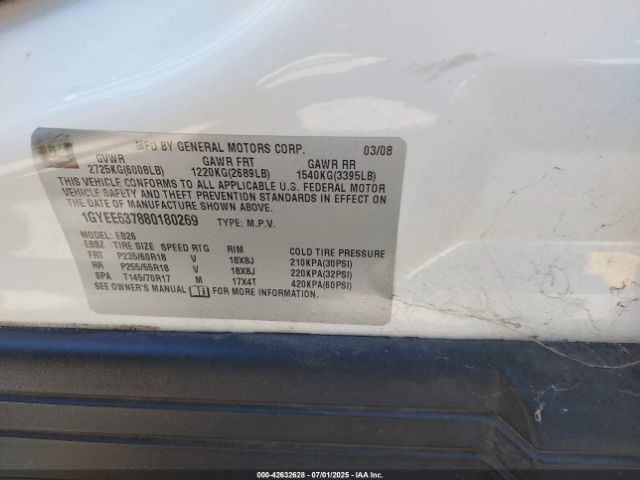 MFD BY GENERAL MOTORS CORP. 03/08
GVWR GAWR FRT GAWR RR
2725KG(6008LB) 1220KG(2689LB) 1540KG(3395LB)
THIS VEHICLE CONFORMS TO ALL APPLICABLE U.S. FEDERAL MOTOR
VEHICLE SAFETY AND THEFT PREVENTION STANDARDS IN EFFECT ON
THE DATE OF MANUFACTURE SHOWN ABOVE.
1GYEE637880180269 TYPE: M.P.V.
MODEL: EB26
EBBZ TIRE SIZE SPEED RTG RIM COLD TIRE PRESSURE
FRT P235/60R18 V 18X8J 210KPA(30PSI)
RR P255/55R18 V 18X8J 220KPA(32PSI)
SPA T145/70R17 M 17X4T 420KPA(60PSI)
SEE OWNER'S MANUAL FOR MORE INFORMATION.
© 000-42632628 - 07/01/2025 - IAAI.COM